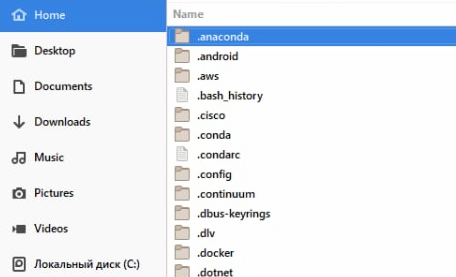 Home
Desktop
Documents
Downloads
Music
Pictures
Videos
Локальный диск (C:)
Name
.anaconda
.android
.aws
.bash_history
.cisco
.conda
.condarc
.config
.continuum
.dbus-keyrings
.dlv
.docker
.dotnet